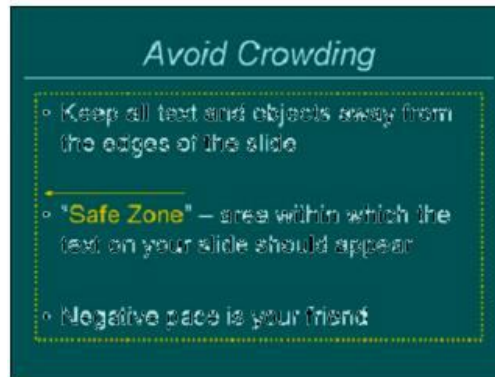 Avoid Crowding
• Keep all text and objects away from
the edges of the slide
• "Safe Zone" – area within which the
text on your slide should appear
• Negative pace is your friend